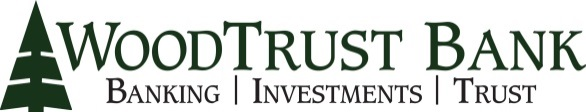 WOODTRUST BANK
BANKING | INVESTMENTS | TRUST